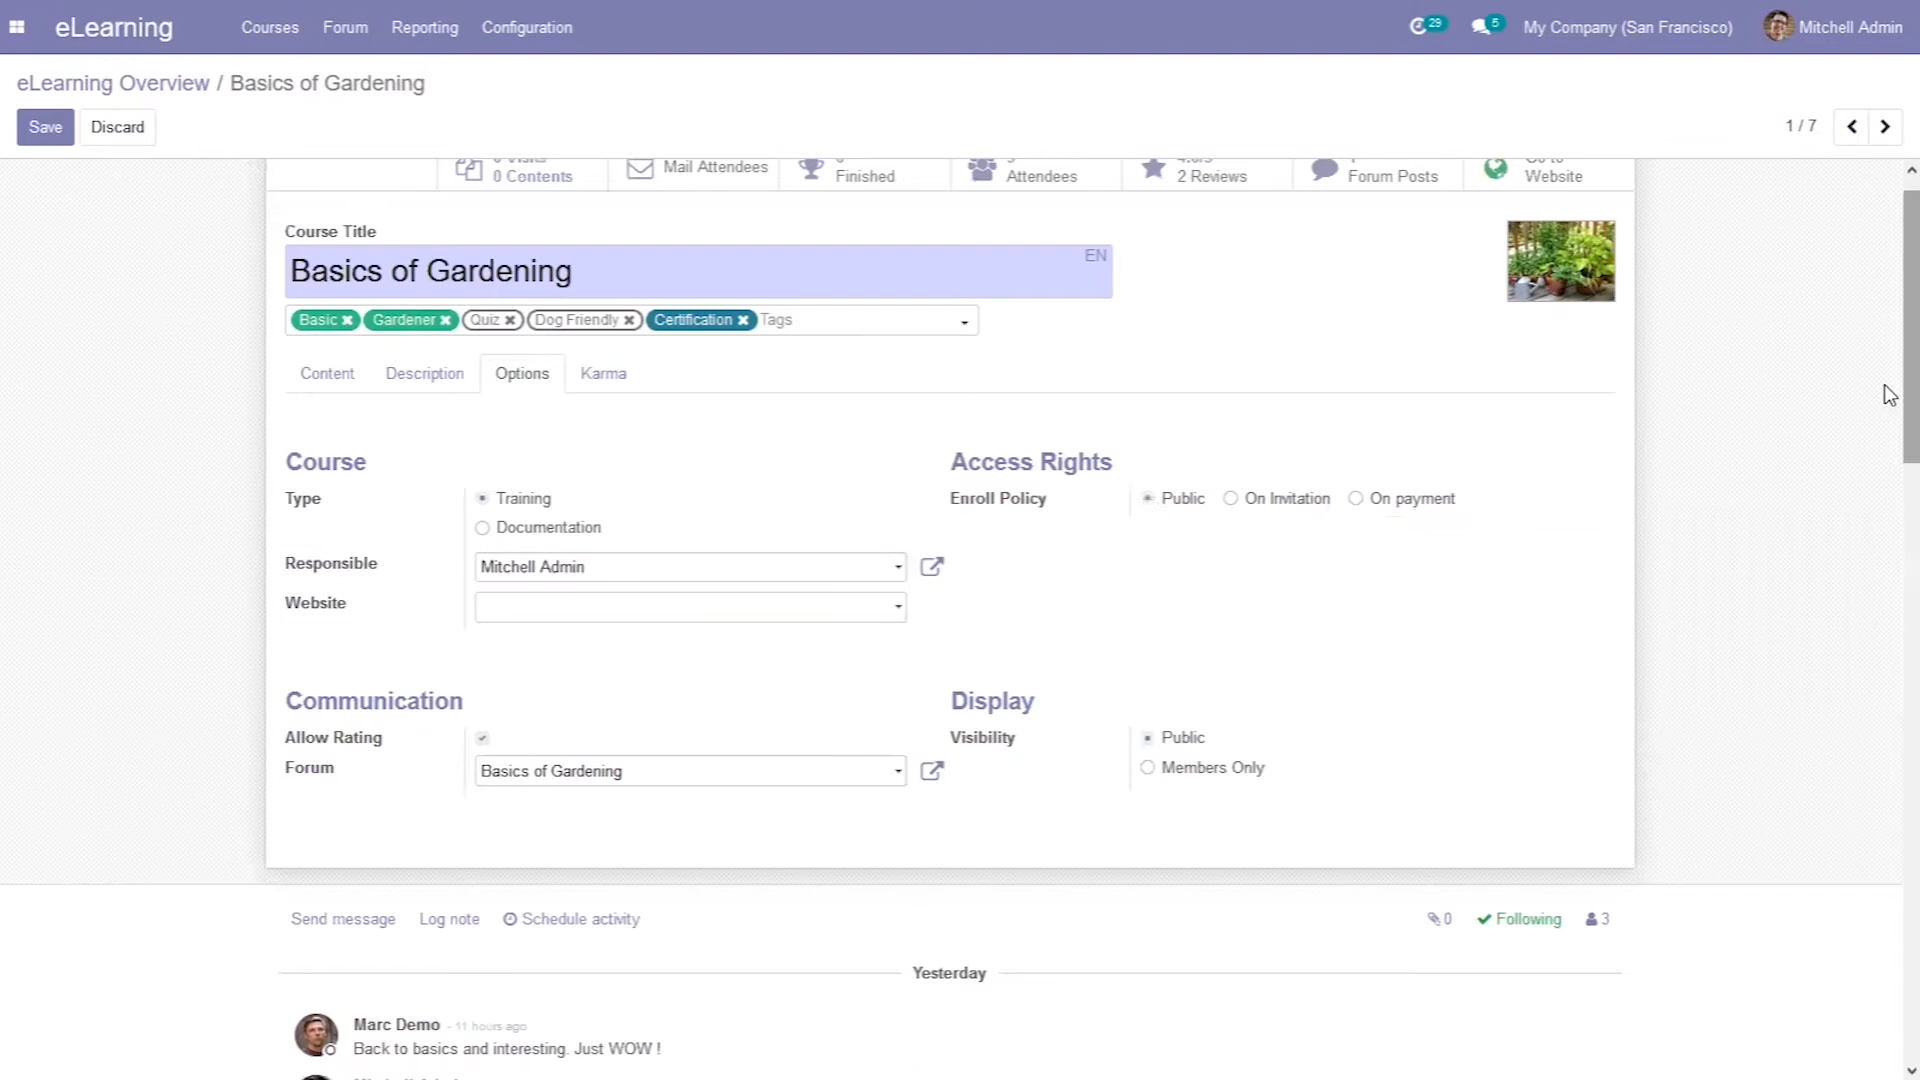 eLearning Courses Forum Reporting Configuration 29 5 My Company (San Francisco) Mitchell Admin
eLearning Overview / Basics of Gardening
Save Discard 1 / 7
0 Contents Mail Attendees Finished Attendees 2 Reviews Forum Posts Website
Course Title
Basics of Gardening EN
Basic Gardener Quiz Dog Friendly Certification Tags
Content Description Options Karma
Course Access Rights
Type Training Enroll Policy Public On Invitation On payment
Documentation
Responsible Mitchell Admin
Website
Communication Display
Allow Rating Visibility Public
Forum Basics of Gardening Members Only
Send message Log note Schedule activity 0 Following 3
Yesterday
Marc Demo - 11 hours ago
Back to basics and interesting. Just WOW !